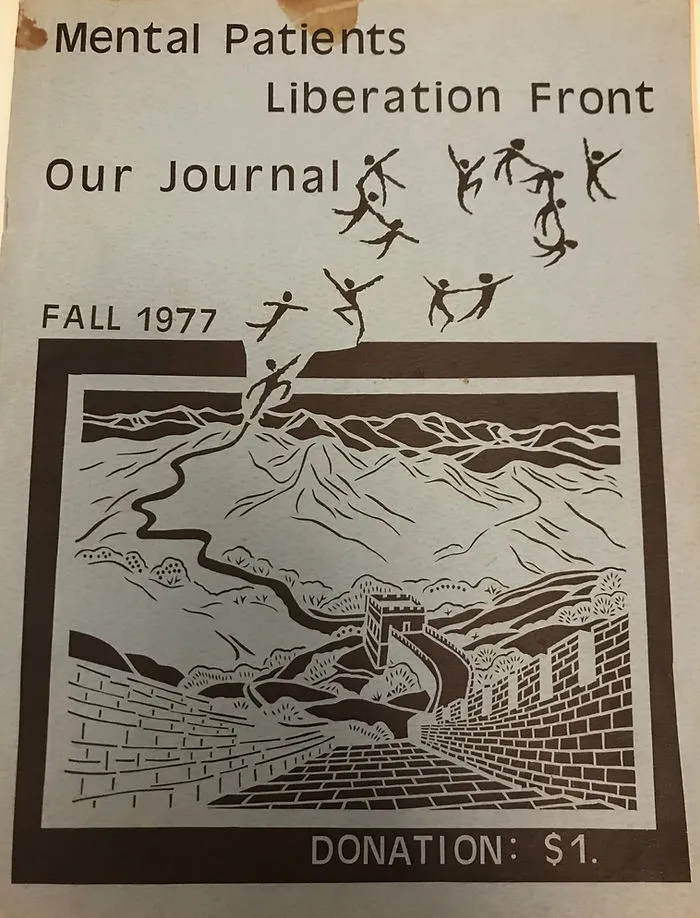 Mental Patients
Liberation Front
Our Journal
FALL 1977
DONATION: $1.